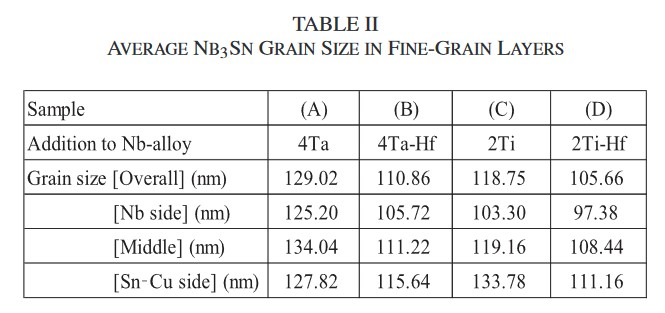 TABLE II
AVERAGE NB3SN GRAIN SIZE IN FINE-GRAIN LAYERS
Sample (A) (B) (C) (D)
Addition to Nb-alloy 4Ta 4Ta-Hf 2Ti 2Ti-Hf
Grain size [Overall] (nm) 129.02 110.86 118.75 105.66
[Nb side] (nm) 125.20 105.72 103.30 97.38
[Middle] (nm) 134.04 111.22 119.16 108.44
[Sn-Cu side] (nm) 127.82 115.64 133.78 111.16